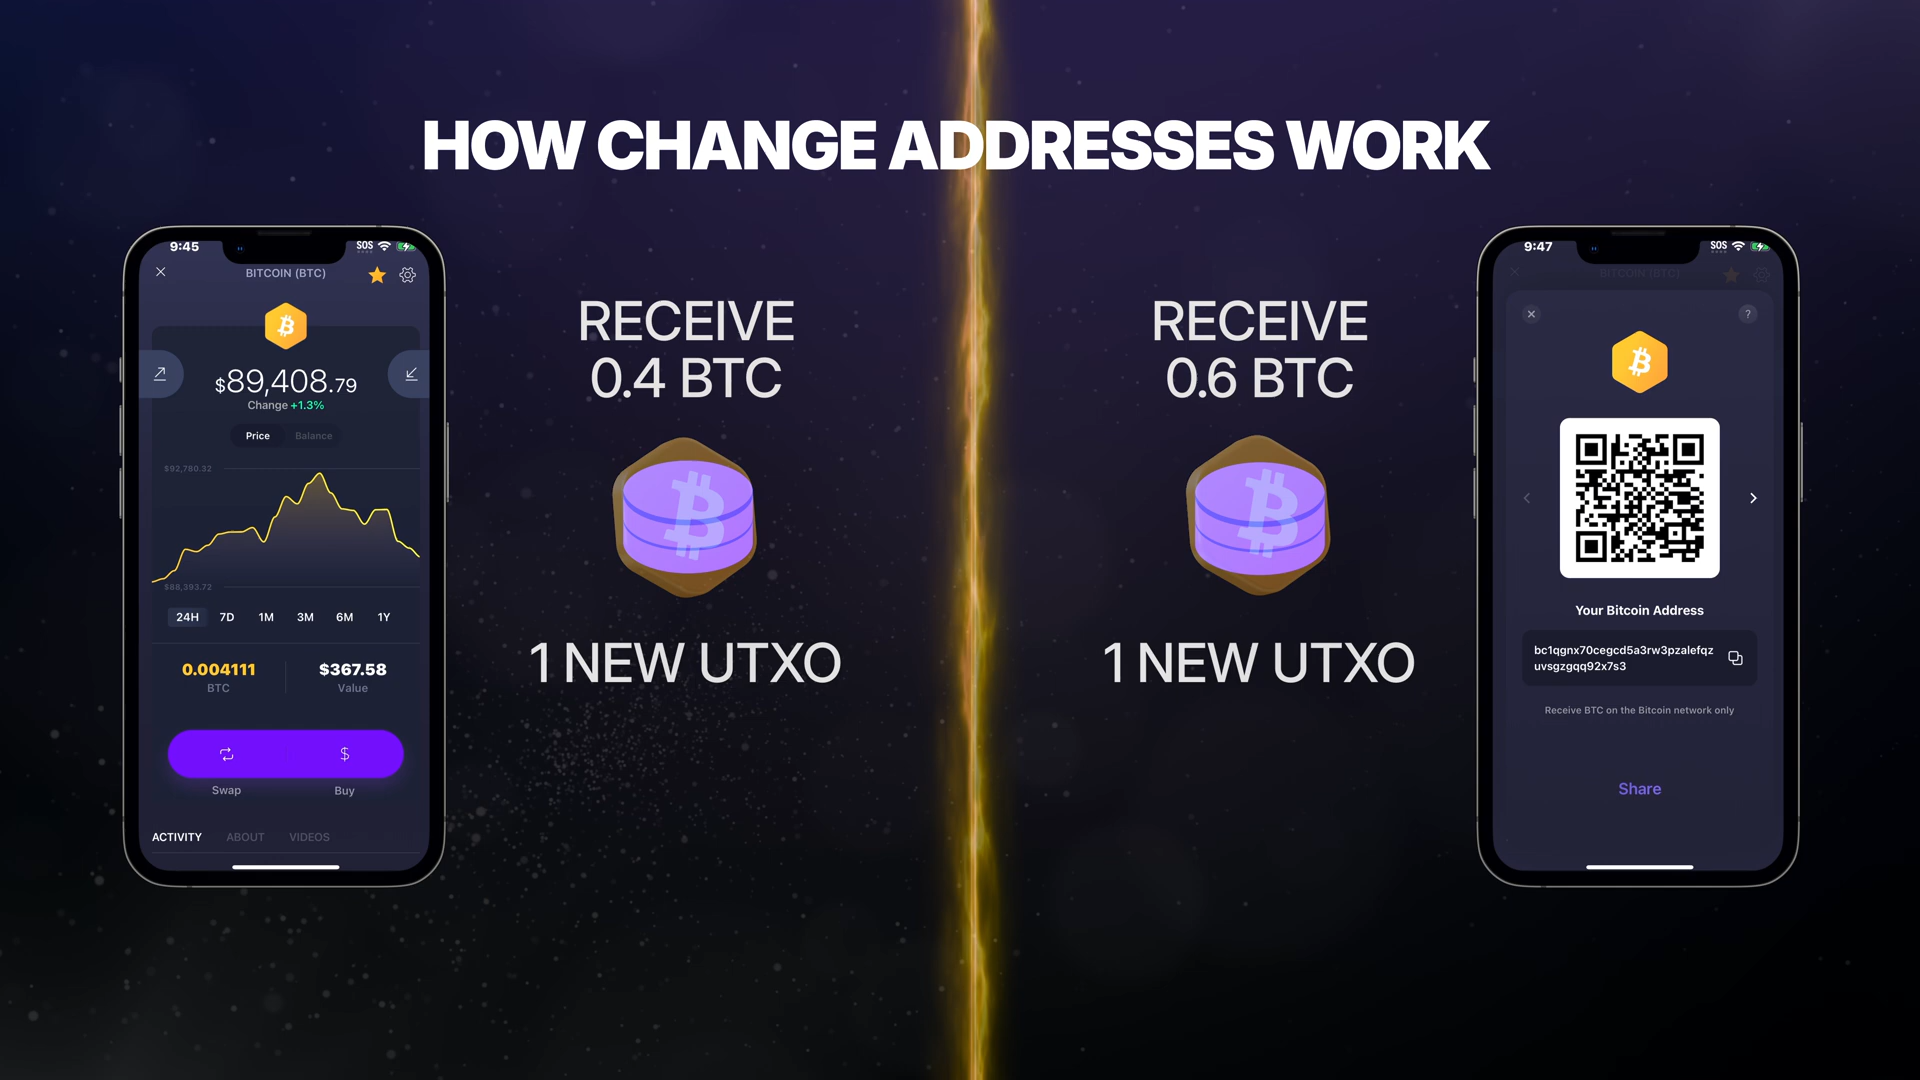 HOW CHANGE ADDRESSES WORK
9:45
SOS
BITCOIN (BTC)
$89,408.79
Change +1.3%
Price
Balance
$92,780.32
$88,393.72
24H 7D 1M 3M 6M 1Y
0.004111
BTC
$367.58
Value
Swap
Buy
ACTIVITY ABOUT VIDEOS
RECEIVE
0.4 BTC
1 NEW UTXO
RECEIVE
0.6 BTC
1 NEW UTXO
9:47
SOS
BITCOIN (BTC)
?
Your Bitcoin Address
bc1qgnx70cegcd5a3rw3pzalefqz
uvsgzgqq92x7s3
Receive BTC on the Bitcoin network only
Share